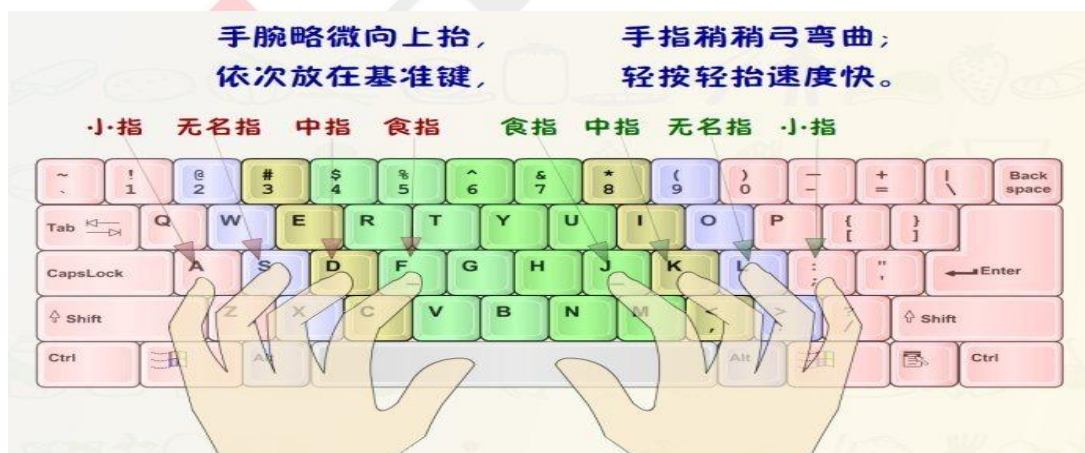 手腕略微向上抬, 手指稍稍弓弯曲;
依次放在基准键, 轻按轻抬速度快。
小指 无名指 中指 食指 食指 中指 无名指 小指
~ ! @ # $ % ^ & * ( ) - + | Back
` 1 2 3 4 5 6 7 8 9 0 - = \ space
Tab Q W E R T Y U I O P { }
[ ]
CapsLock A S D F G H J K L : " Enter
_ _ ; '
Shift Z X C V B N M < > ? Shift
, . /
Ctrl Alt Alt Ctrl